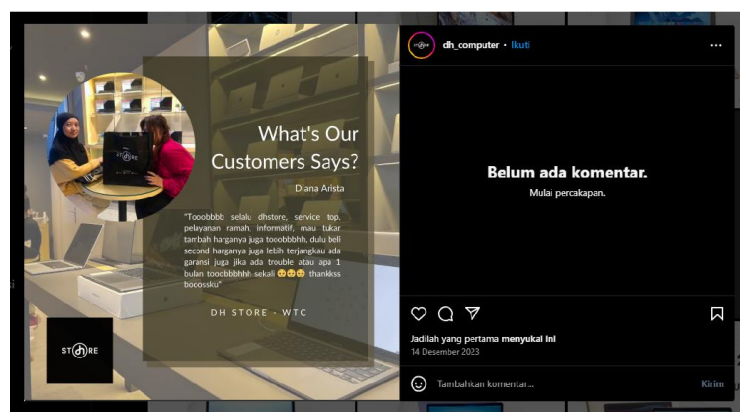 What's Our
Customers Says?
Diana Arista
"Tooobbbb selalu dhstore, service top,
pelayanan ramah, informatif, mau tukar
tambah harganya juga tooobbbhh, dulu beli
second harganya juga lebih terjangkau ada
garansi juga jika ada trouble atau apa 1
bulan toocbbbhhh sekali 🥹🥹🥹 thankkss
bocossku"
DH STORE - WTC
ST dh RE
dh_computer • Ikuti
Belum ada komentar.
Mulai percakapan.
Jadilah yang pertama menyukai ini
14 Desember 2023
Tambahkan komentar...
Kirim